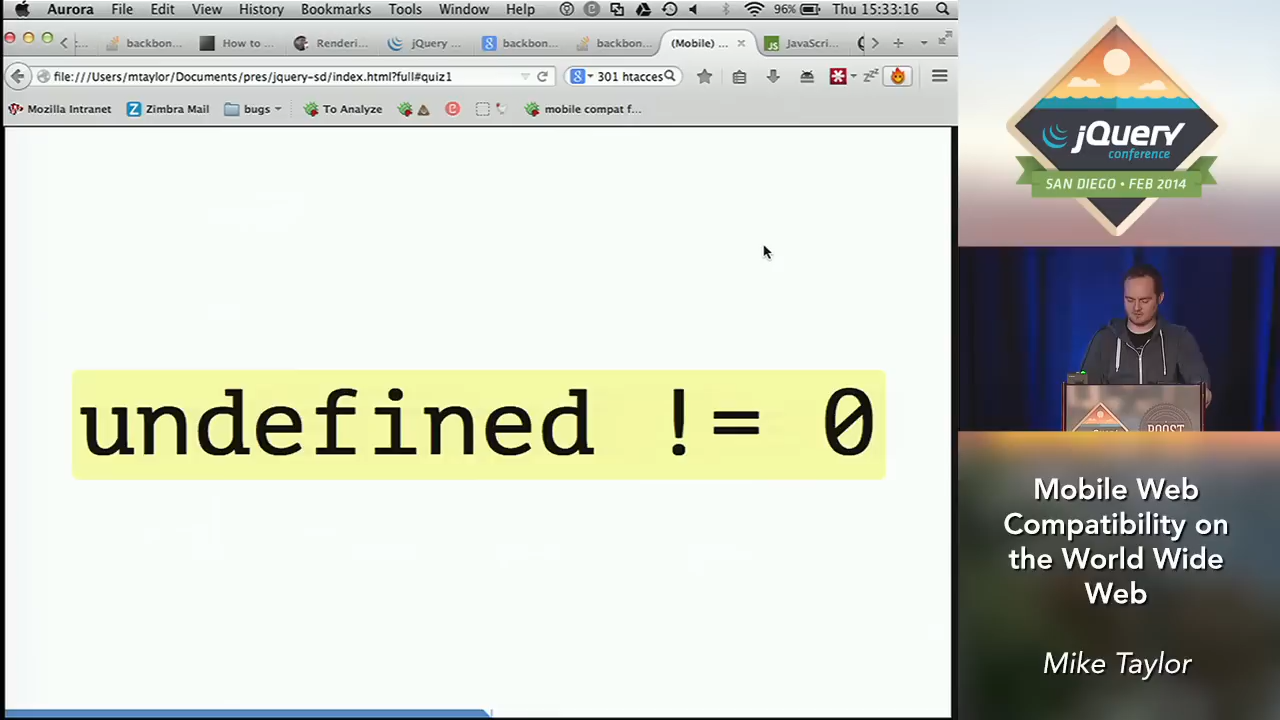 Aurora File Edit View History Bookmarks Tools Window Help 96% Thu 15:33:16
backbon... How to ... Renderi... jQuery ... backbon... backbon... (Mobile) ... JavaScri...
file:///Users/mtaylor/Documents/pres/jquery-sd/index.html?full#quiz1 301 htacces
Mozilla Intranet Zimbra Mail bugs To Analyze mobile compat f...
undefined != 0
jQuery
conference
SAN DIEGO • FEB 2014
Mobile Web
Compatibility on
the World Wide
Web
Mike Taylor